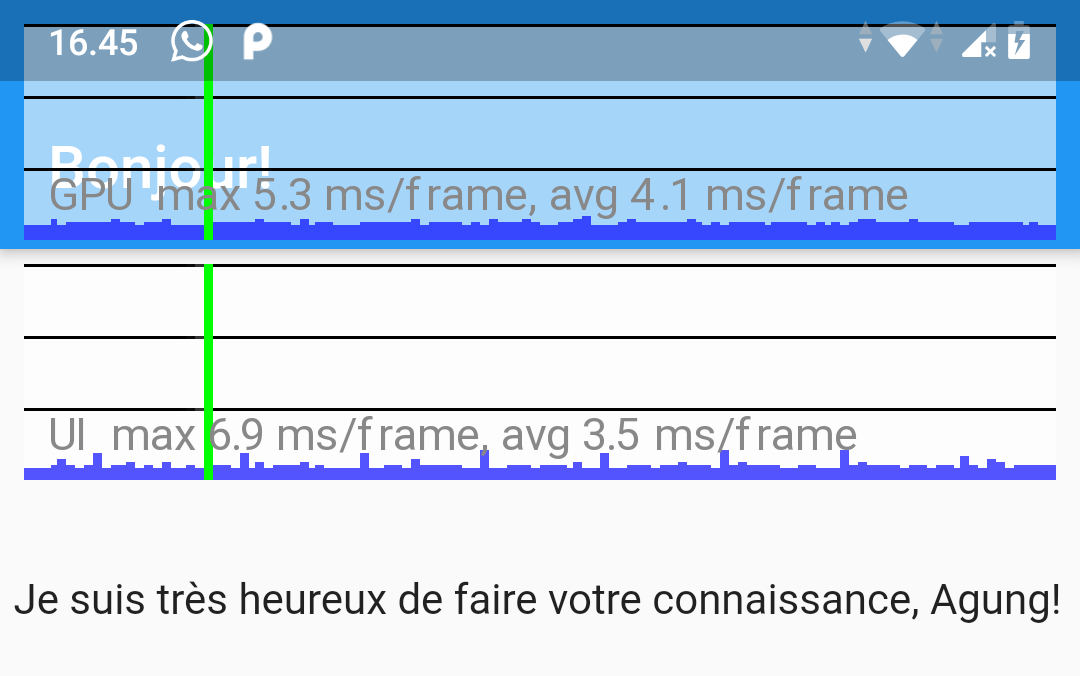 16.45
Bonjour!
GPU max 5.3 ms/frame, avg 4.1 ms/frame
UI max 6.9 ms/frame, avg 3.5 ms/frame
Je suis très heureux de faire votre connaissance, Agung!